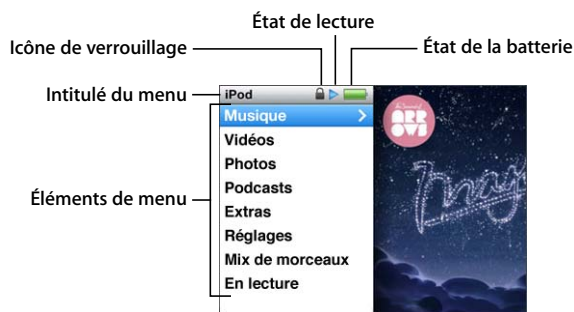 État de lecture
Icône de verrouillage
État de la batterie
Intitulé du menu
iPod
Musique
Vidéos
Photos
Podcasts
Éléments de menu
Extras
Réglages
Mix de morceaux
En lecture
ARROWS